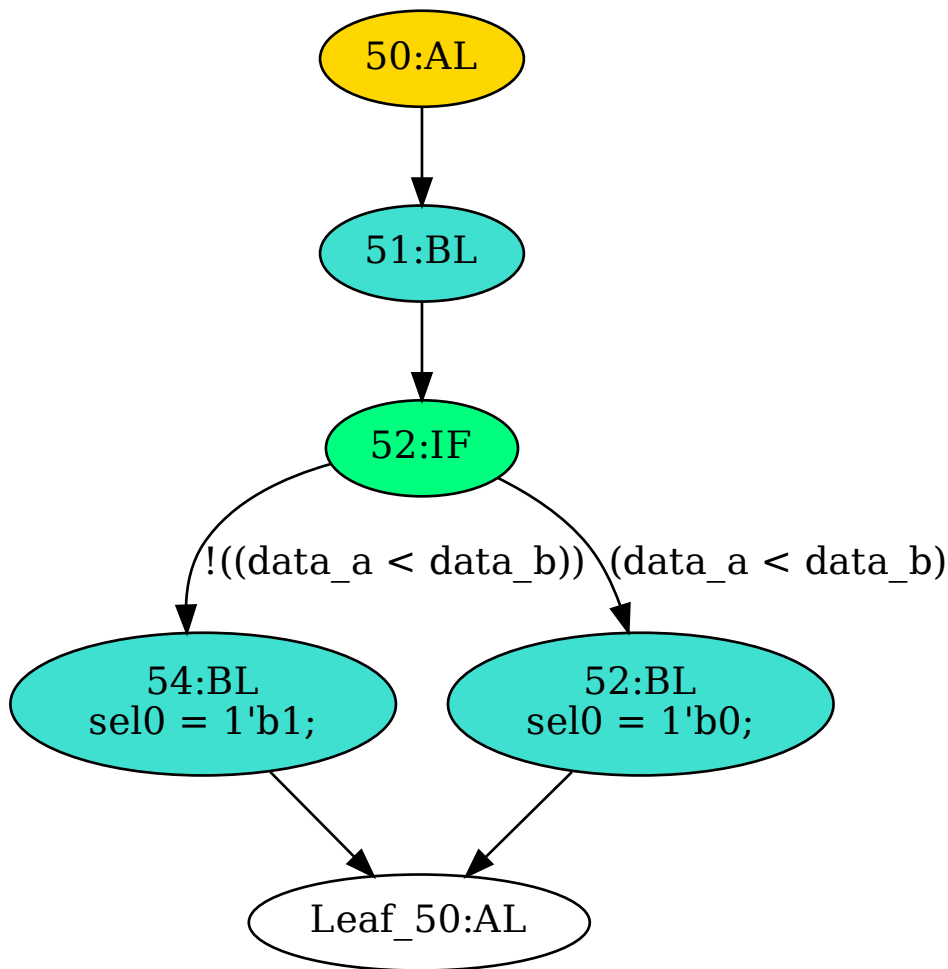 50:AL
51:BL
52:IF
!((data_a < data_b))
(data_a < data_b)
54:BL
sel0 = 1'b1;
52:BL
sel0 = 1'b0;
Leaf_50:AL